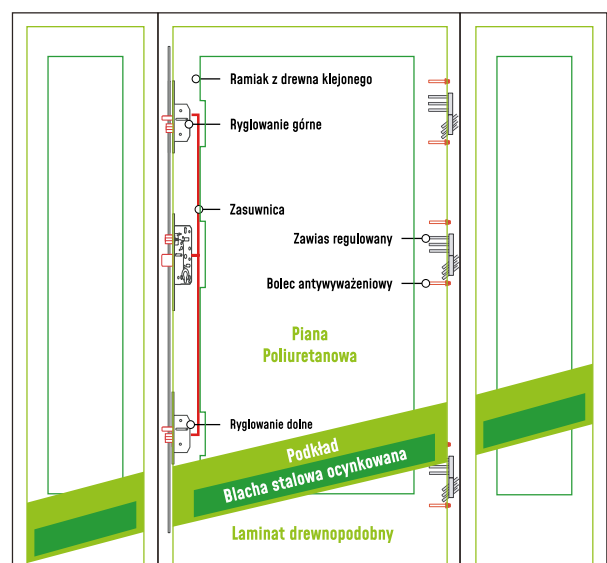 Ramiak z drewna klejonego
Ryglowanie górne
Zasuwnica
Zawias regulowany
Bolec antywyważeniowy
Piana
Poliuretanowa
Ryglowanie dolne
Podkład
Blacha stalowa ocynkowana
Laminat drewnopodobny